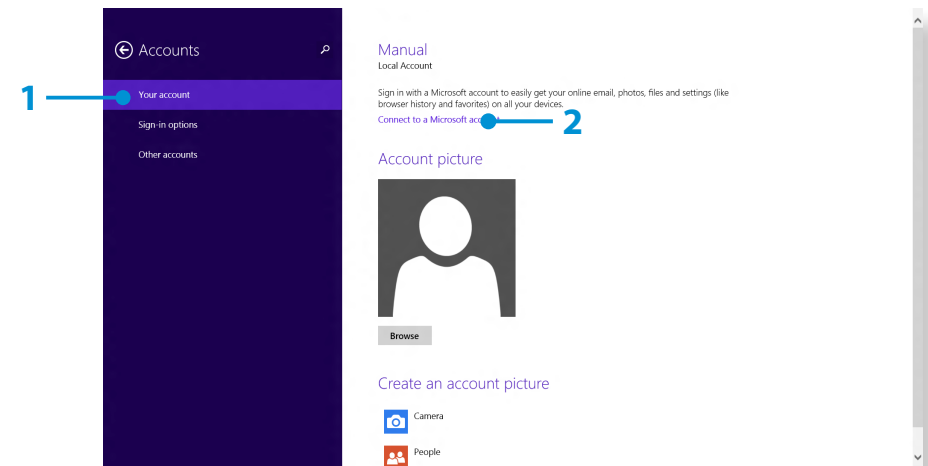 Accounts
1
Your account
Sign-in options
Other accounts
Manual
Local Account
Sign in with a Microsoft account to easily get your online email, photos, files and settings (like
browser history and favorites) on all your devices.
Connect to a Microsoft account
2
Account picture
Browse
Create an account picture
Camera
People